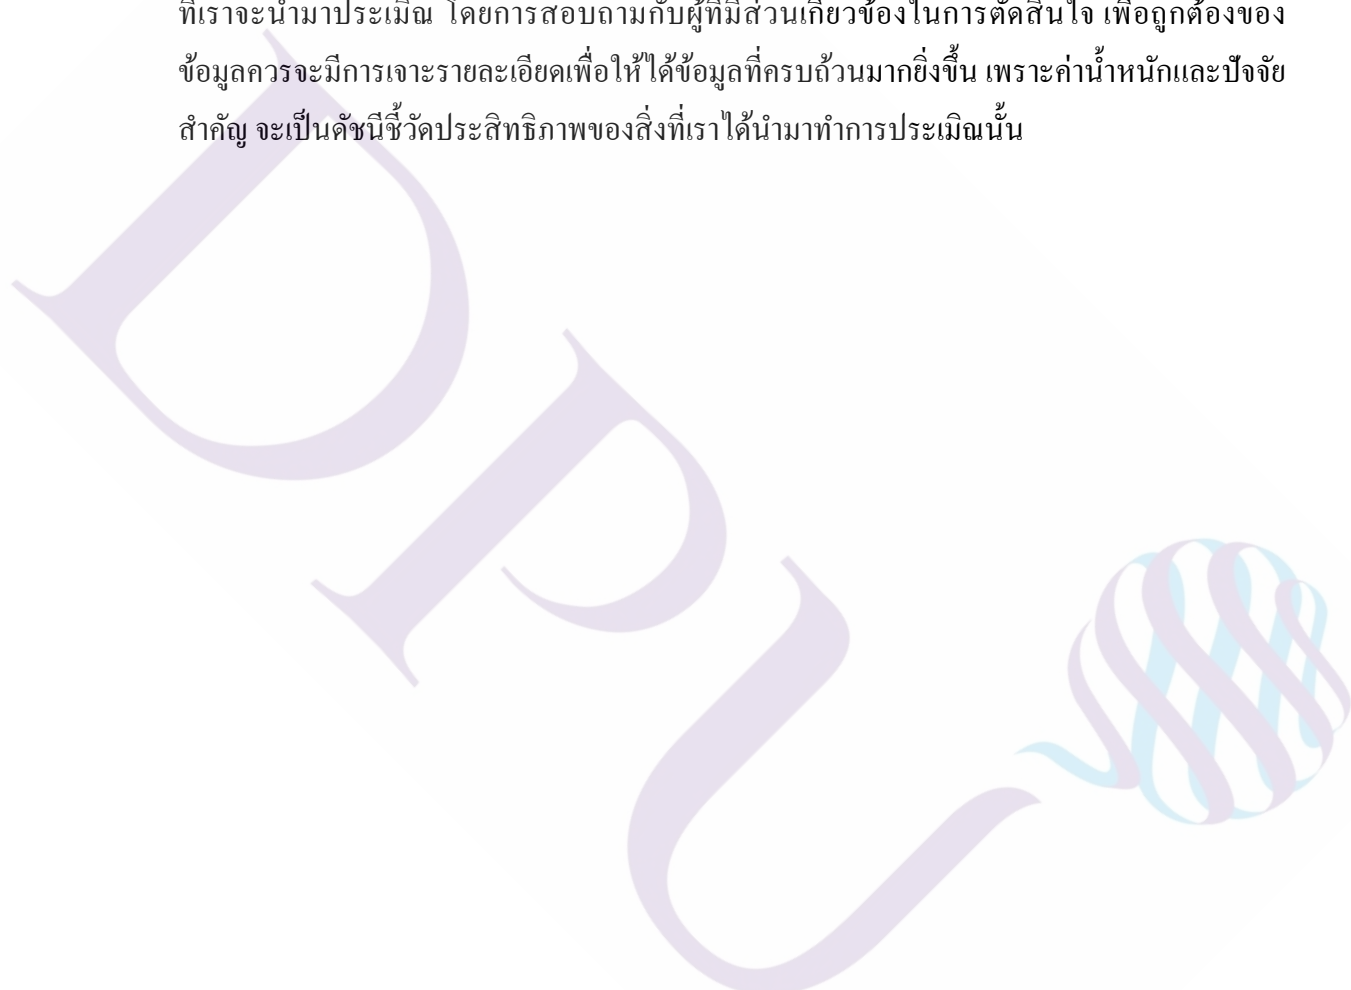 ที่เราจะนำมาประเมิณ โดยการสอบถามกับผู้ที่มีส่วนเกี่ยวข้องในการตัดสินใจ เพื่อถูกต้องของ
ข้อมูลควรจะมีการเจาะรายละเอียดเพื่อให้ได้ข้อมูลที่ครบถ้วนมากยิ่งขึ้น เพราะค่าน้ำหนักและปัจจัย
สำคัญ จะเป็นดัชนีชี้วัดประสิทธิภาพของสิ่งที่เราได้นำมาทำการประเมิณนั้น
DPU